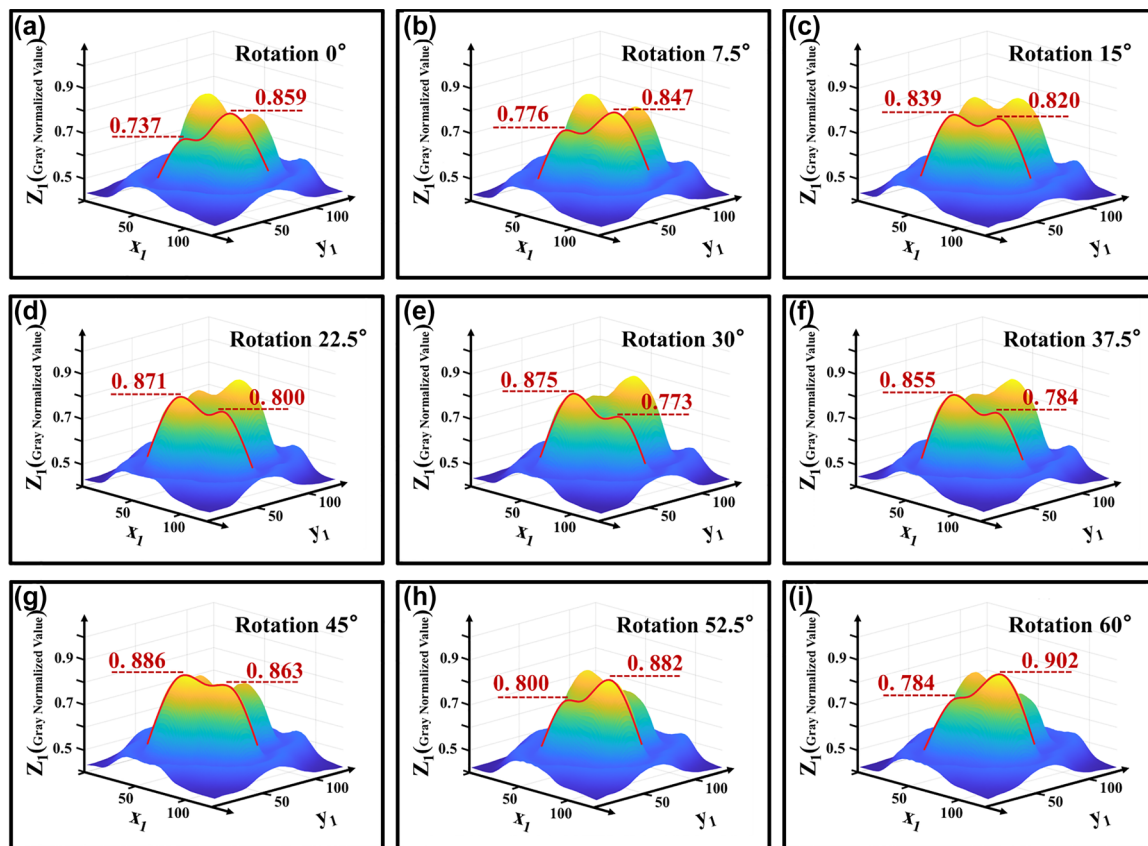 (a)
Rotation 0°
Z1(Gray Normalized Value)
0.9
0.7
0.5
0.737
0.859
50
100
x1
50
100
y1
(b)
Rotation 7.5°
Z1(Gray Normalized Value)
0.9
0.7
0.5
0.776
0.847
50
100
x1
50
100
y1
(c)
Rotation 15°
Z1(Gray Normalized Value)
0.9
0.7
0.5
0. 839
0.820
50
100
x1
50
100
y1
(d)
Rotation 22.5°
Z1(Gray Normalized Value)
0.9
0.7
0.5
0. 871
0. 800
50
100
x1
50
100
y1
(e)
Rotation 30°
Z1(Gray Normalized Value)
0.9
0.7
0.5
0. 875
0.773
50
100
x1
50
100
y1
(f)
Rotation 37.5°
Z1(Gray Normalized Value)
0.9
0.7
0.5
0. 855
0. 784
50
100
x1
50
100
y1
(g)
Rotation 45°
Z1(Gray Normalized Value)
0.9
0.7
0.5
0. 886
0. 863
50
100
x1
50
100
y1
(h)
Rotation 52.5°
Z1(Gray Normalized Value)
0.9
0.7
0.5
0. 800
0. 882
50
100
x1
50
100
y1
(i)
Rotation 60°
Z1(Gray Normalized Value)
0.9
0.7
0.5
0. 784
0. 902
50
100
x1
50
100
y1